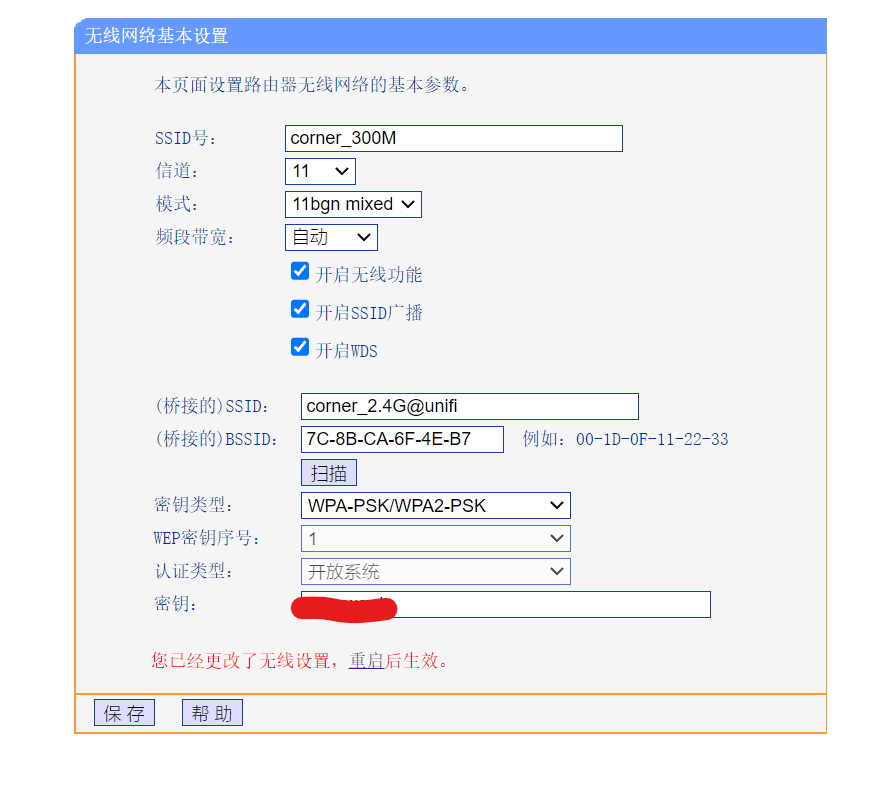 无线网络基本设置
本页面设置路由器无线网络的基本参数。
SSID号: corner_300M
信道: 11
模式: 11bgn mixed
频段带宽: 自动
开启无线功能
开启SSID广播
开启WDS
(桥接的)SSID: corner_2.4G@unifi
(桥接的)BSSID: 7C-8B-CA-6F-4E-B7 例如: 00-1D-0F-11-22-33
扫描
密钥类型: WPA-PSK/WPA2-PSK
WEP密钥序号: 1
认证类型: 开放系统
密钥:
您已经更改了无线设置，重启后生效。
保 存 帮 助